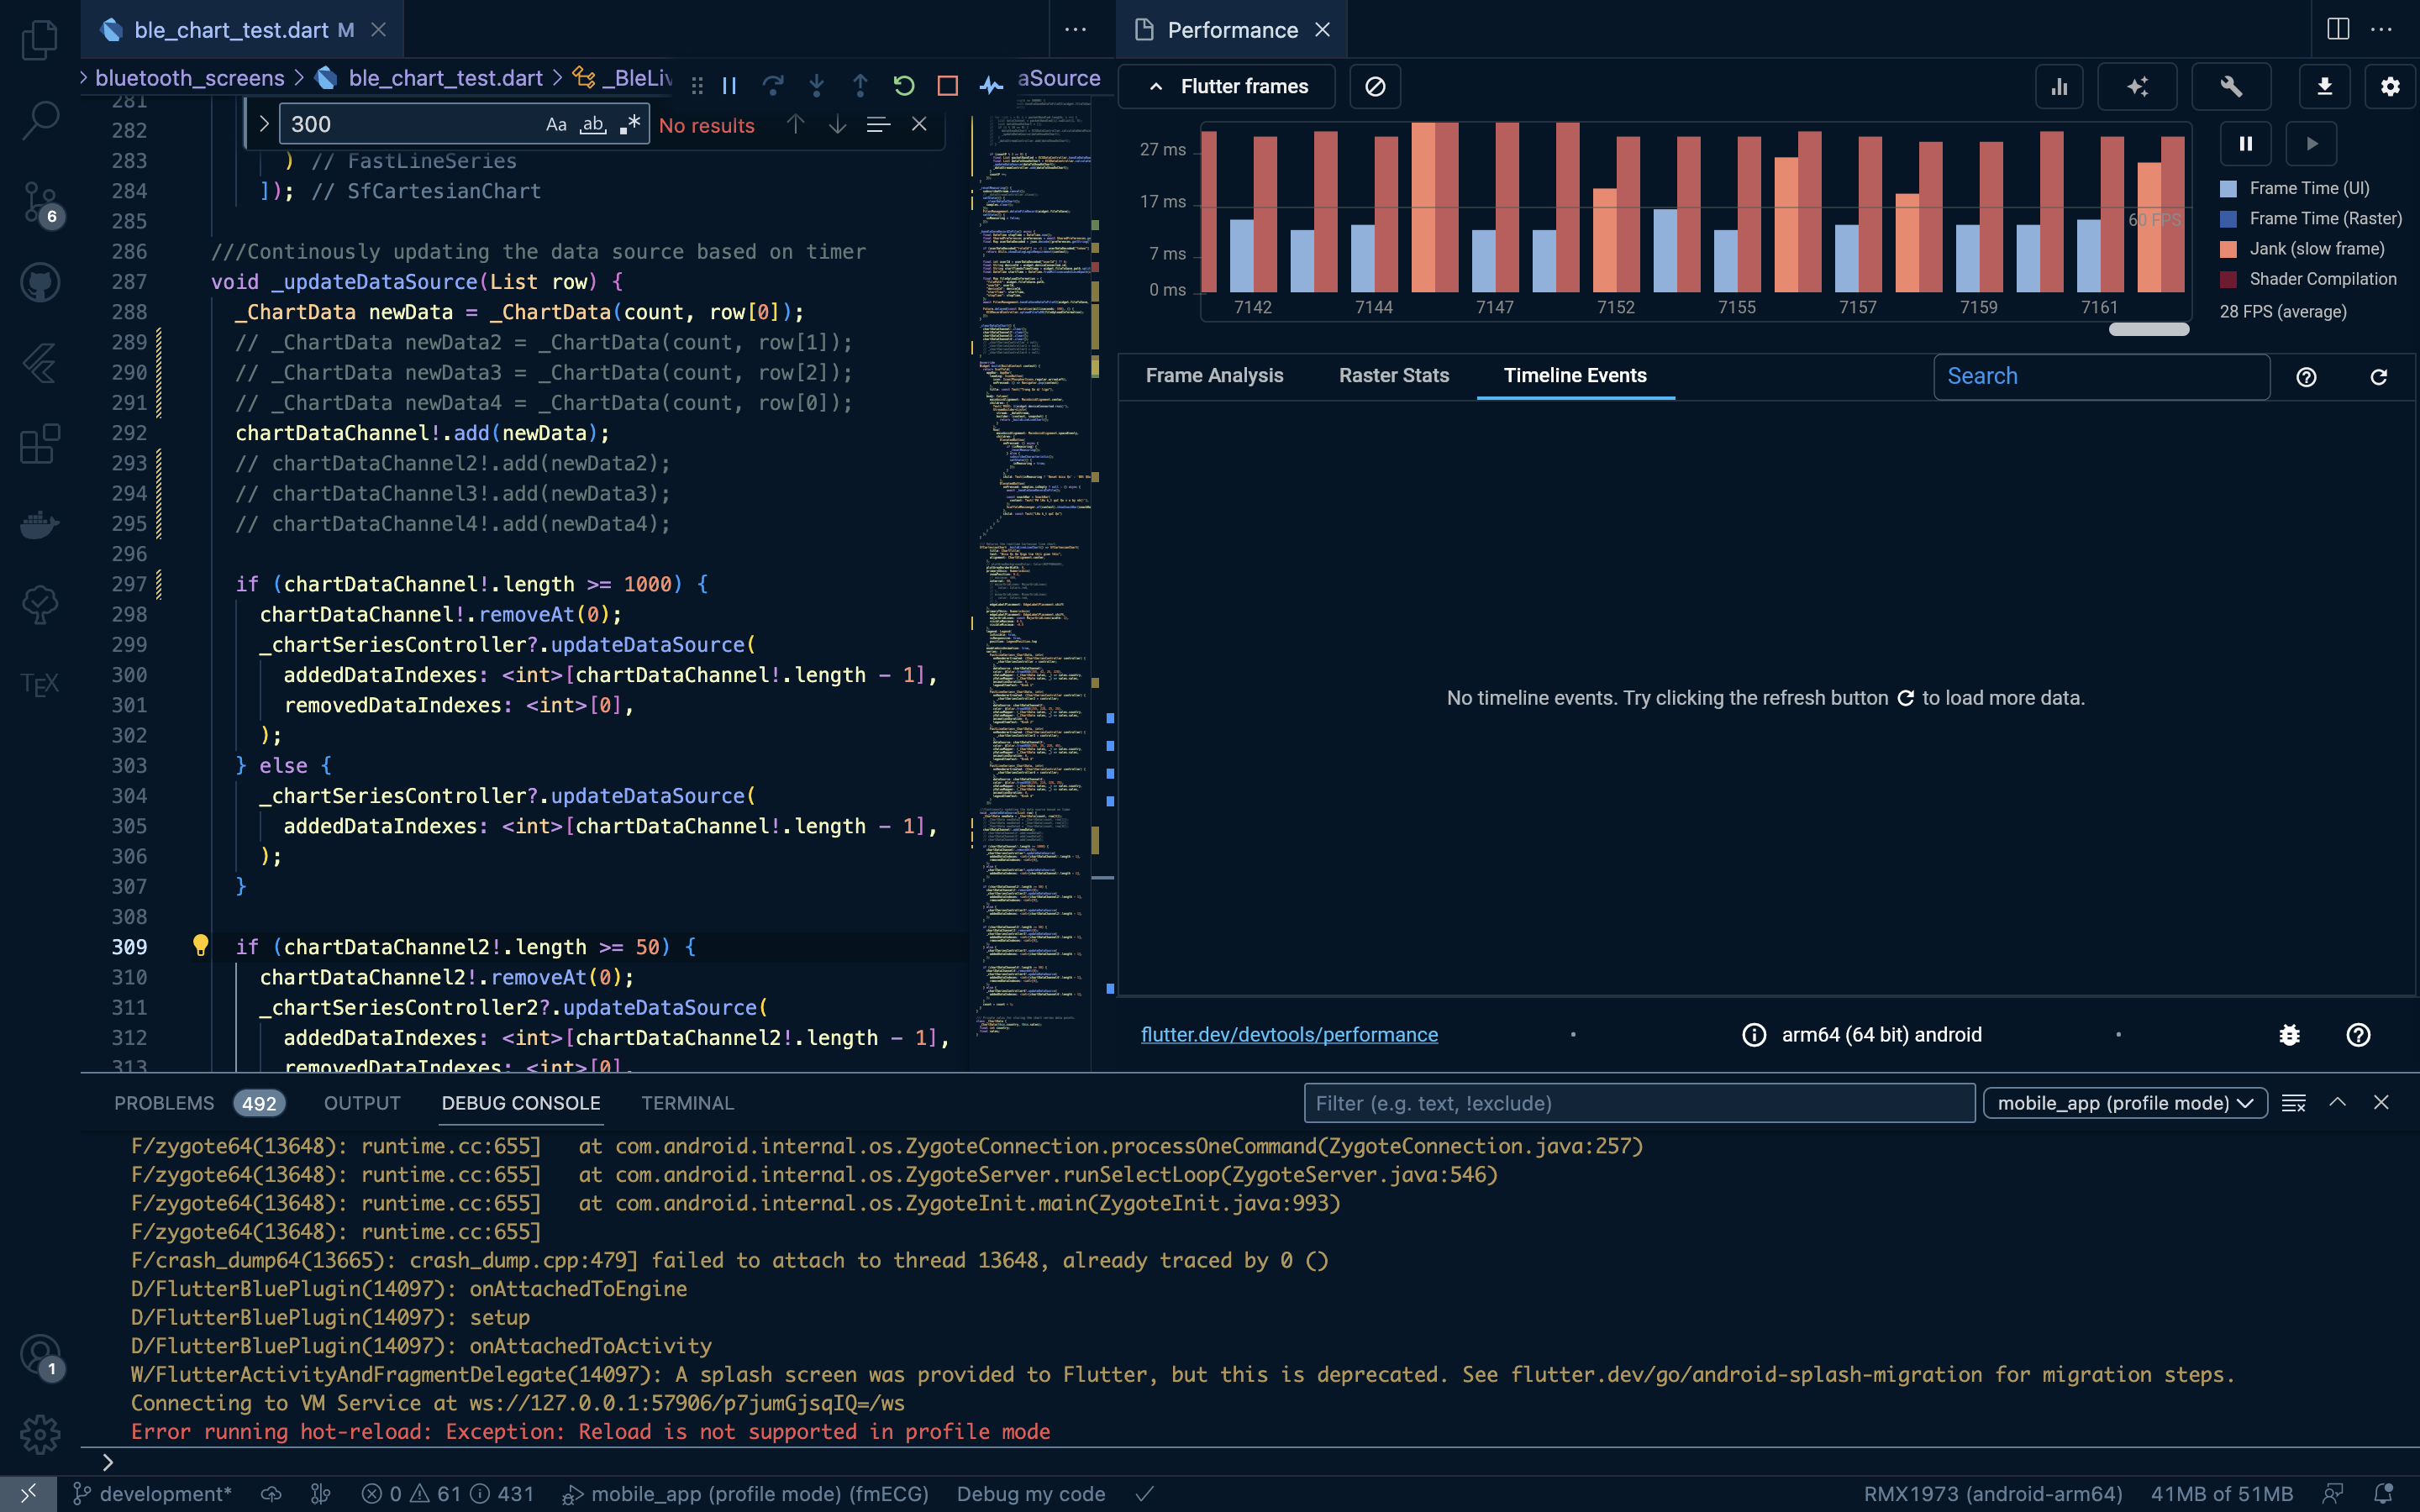 ble_chart_test.dart M
Performance
bluetooth_screens > ble_chart_test.dart > _BleLiv
aSource
Flutter frames
281
300
Aa ab .*
No results
282
283 ) // FastLineSeries
284 ]); // SfCartesianChart
285
286 ///Continously updating the data source based on timer
287 void _updateDataSource(List row) {
288 _ChartData newData = _ChartData(count, row[0]);
289 // _ChartData newData2 = _ChartData(count, row[1]);
290 // _ChartData newData3 = _ChartData(count, row[2]);
291 // _ChartData newData4 = _ChartData(count, row[0]);
292 chartDataChannel!.add(newData);
293 // chartDataChannel2!.add(newData2);
294 // chartDataChannel3!.add(newData3);
295 // chartDataChannel4!.add(newData4);
296
297 if (chartDataChannel!.length >= 1000) {
298 chartDataChannel!.removeAt(0);
299 _chartSeriesController?.updateDataSource(
300 addedDataIndexes: <int>[chartDataChannel!.length - 1],
301 removedDataIndexes: <int>[0],
302 );
303 } else {
304 _chartSeriesController?.updateDataSource(
305 addedDataIndexes: <int>[chartDataChannel!.length - 1],
306 );
307 }
308
309 if (chartDataChannel2!.length >= 50) {
310 chartDataChannel2!.removeAt(0);
311 _chartSeriesController2?.updateDataSource(
312 addedDataIndexes: <int>[chartDataChannel2!.length - 1],
313 removedDataIndexes: <int>[0],
27 ms
17 ms
7 ms
0 ms
60 FPS
7142 7144 7147 7152 7155 7157 7159 7161
Frame Time (UI)
Frame Time (Raster)
Jank (slow frame)
Shader Compilation
28 FPS (average)
Frame Analysis
Raster Stats
Timeline Events
Search
No timeline events. Try clicking the refresh button to load more data.
flutter.dev/devtools/performance
arm64 (64 bit) android
6
TEX
PROBLEMS 492 OUTPUT DEBUG CONSOLE TERMINAL
Filter (e.g. text, !exclude)
mobile_app (profile mode)
F/zygote64(13648): runtime.cc:655] at com.android.internal.os.ZygoteConnection.processOneCommand(ZygoteConnection.java:257)
F/zygote64(13648): runtime.cc:655] at com.android.internal.os.ZygoteServer.runSelectLoop(ZygoteServer.java:546)
F/zygote64(13648): runtime.cc:655] at com.android.internal.os.ZygoteInit.main(ZygoteInit.java:993)
F/zygote64(13648): runtime.cc:655]
F/crash_dump64(13665): crash_dump.cpp:479] failed to attach to thread 13648, already traced by 0 ()
D/FlutterBluePlugin(14097): onAttachedToEngine
D/FlutterBluePlugin(14097): setup
D/FlutterBluePlugin(14097): onAttachedToActivity
W/FlutterActivityAndFragmentDelegate(14097): A splash screen was provided to Flutter, but this is deprecated. See flutter.dev/go/android-splash-migration for migration steps.
Connecting to VM Service at ws://127.0.0.1:57906/p7jumGjsqIQ=/ws
Error running hot-reload: Exception: Reload is not supported in profile mode
1
development* 0 61 431 mobile_app (profile mode) (fmECG) Debug my code
RMX1973 (android-arm64) 41MB of 51MB